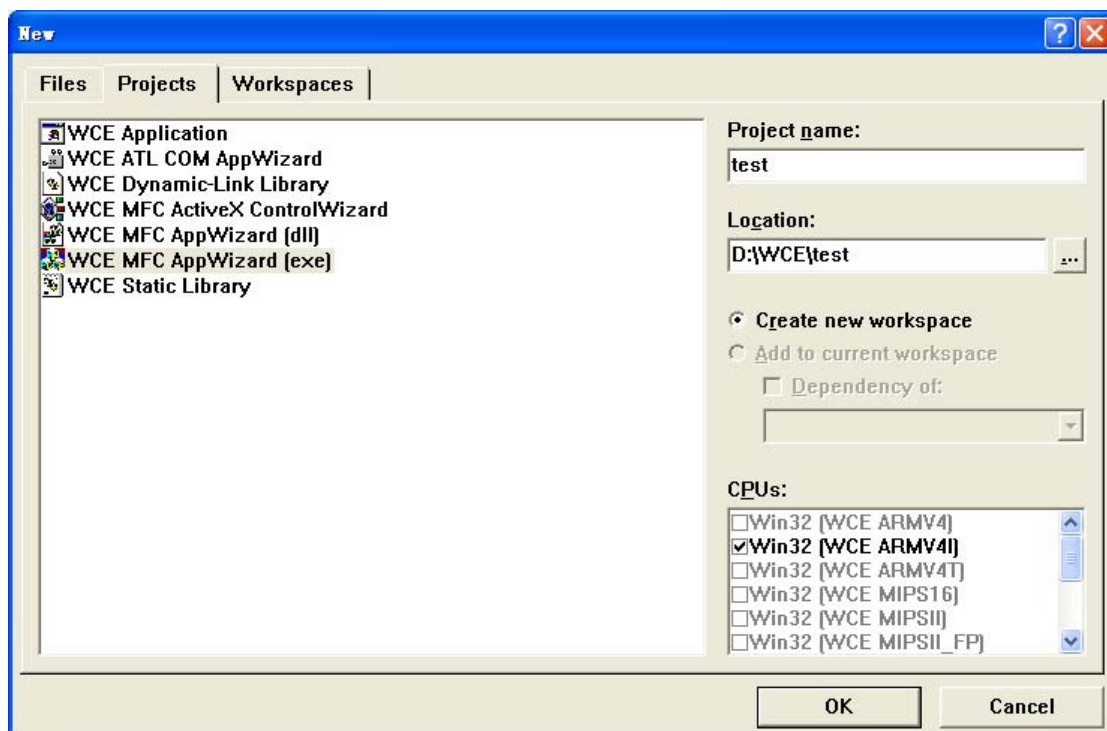 New
Files Projects Workspaces
WCE Application
WCE ATL COM AppWizard
WCE Dynamic-Link Library
WCE MFC ActiveX ControlWizard
WCE MFC AppWizard (dll)
WCE MFC AppWizard (exe)
WCE Static Library
Project name:
test
Location:
D:\WCE\test
...
Create new workspace
Add to current workspace
Dependency of:
CPUs:
Win32 (WCE ARMV4)
Win32 (WCE ARMV4I)
Win32 (WCE ARMV4T)
Win32 (WCE MIPS16)
Win32 (WCE MIPSII)
Win32 (WCE MIPSII_FP)
OK Cancel